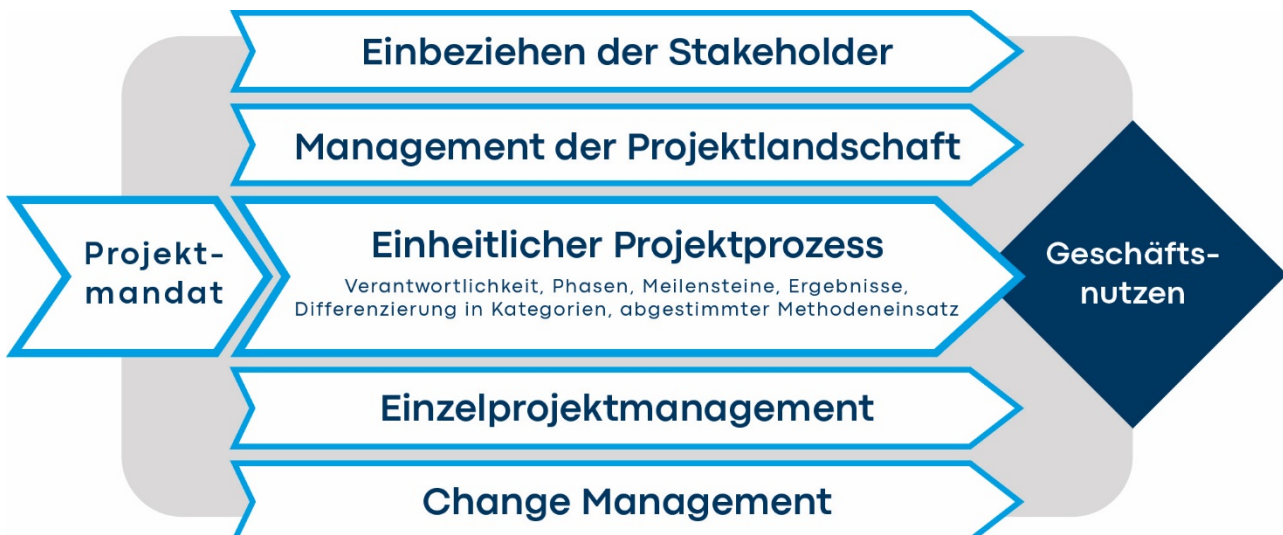 Einbeziehen der Stakeholder
Management der Projektlandschaft
Projekt-
mandat
Einheitlicher Projektprozess
Verantwortlichkeit, Phasen, Meilensteine, Ergebnisse,
Differenzierung in Kategorien, abgestimmter Methodeneinsatz
Geschäfts-
nutzen
Einzelprojektmanagement
Change Management